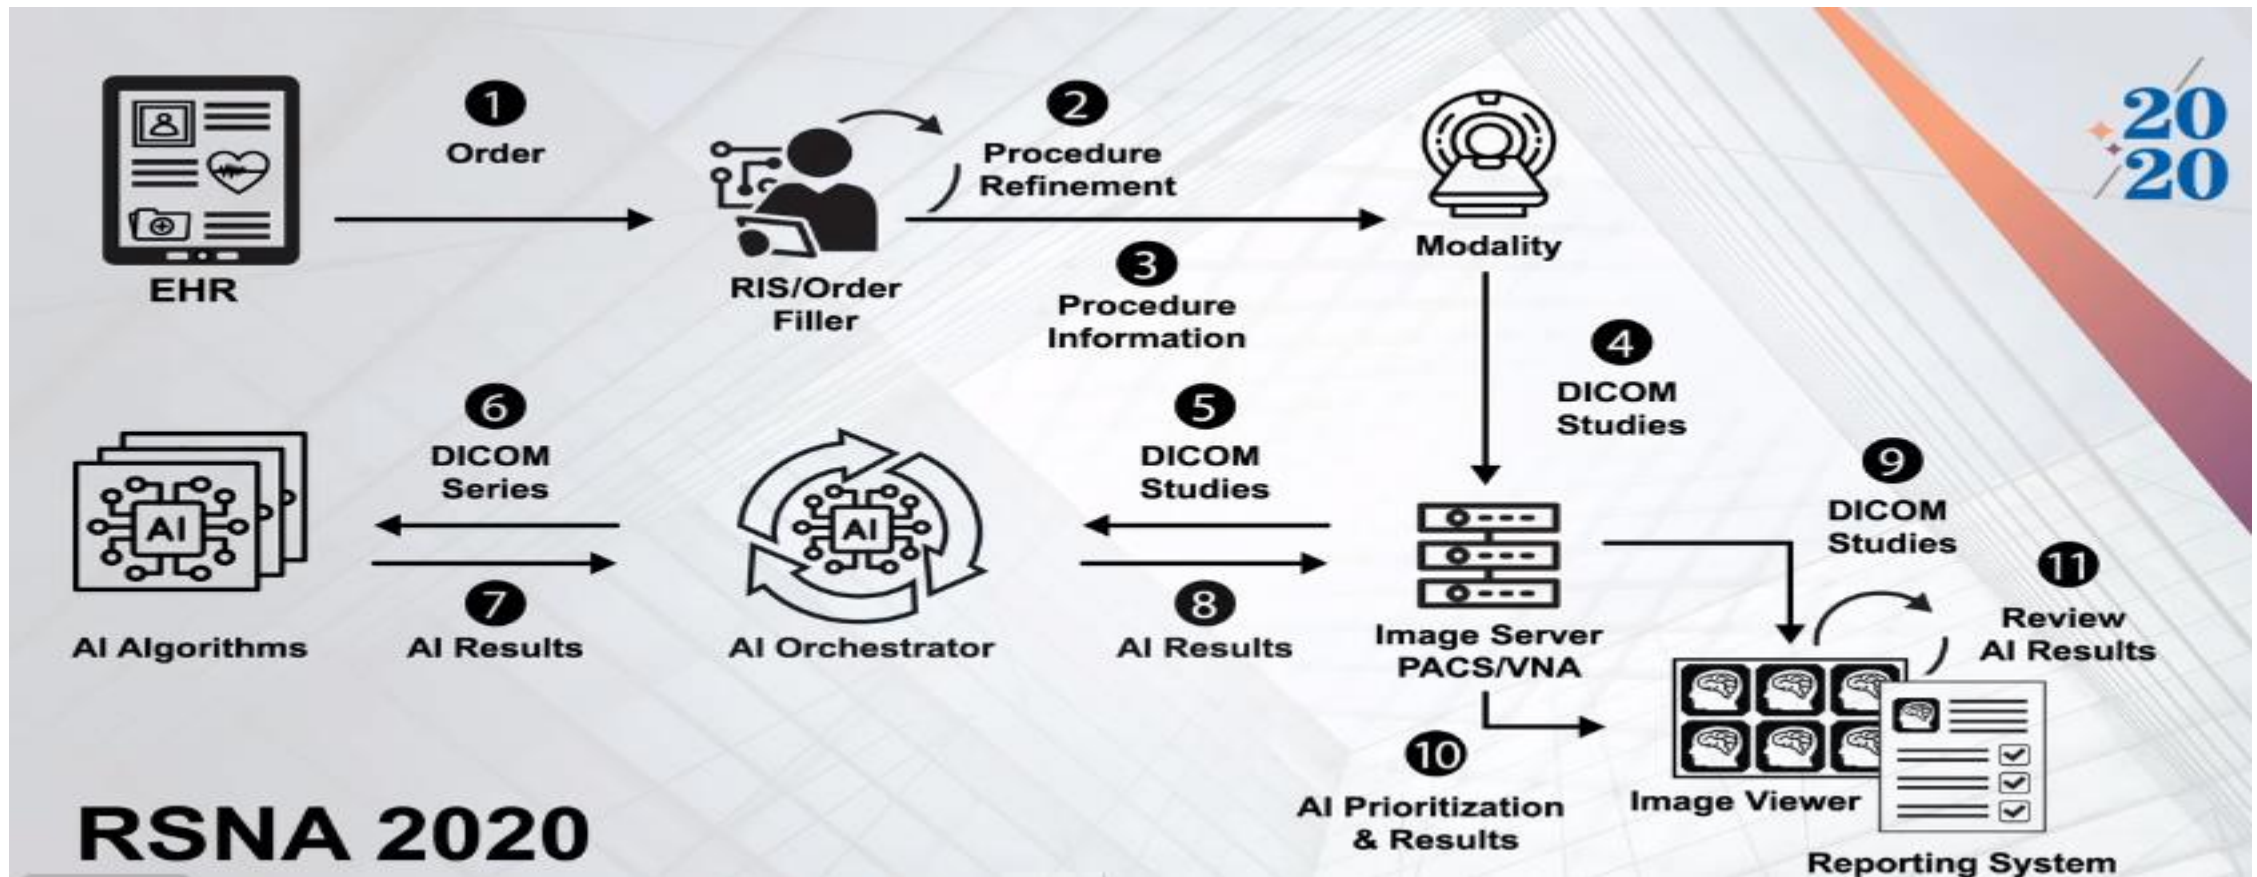 20
20
1
Order
2
Procedure
Refinement
EHR
RIS/Order
Filler
3
Procedure
Information
Modality
4
DICOM
Studies
5
DICOM
Studies
6
DICOM
Series
AI
AI Algorithms
7
AI Results
AI
AI Orchestrator
8
AI Results
Image Server
PACS/VNA
9
DICOM
Studies
10
AI Prioritization
& Results
11
Review
AI Results
Image Viewer
Reporting System
RSNA 2020